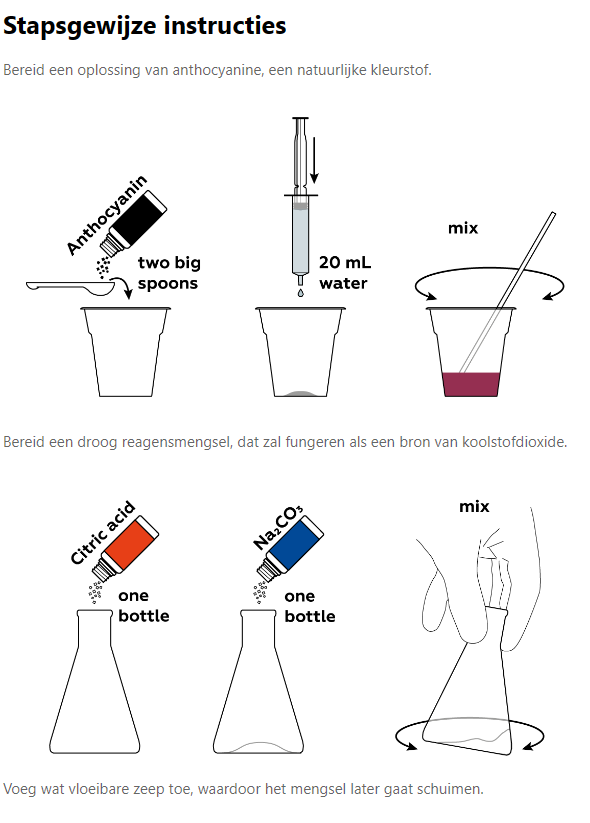 Stapsgewijze instructies
Bereid een oplossing van anthocyanine, een natuurlijke kleurstof.
Anthocyanin
two big
spoons
20 mL
water
mix
Bereid een droog reagensmengsel, dat zal fungeren als een bron van koolstofdioxide.
Citric acid
one
bottle
Na₂CO₃
one
bottle
mix
Voeg wat vloeibare zeep toe, waardoor het mengsel later gaat schuimen.